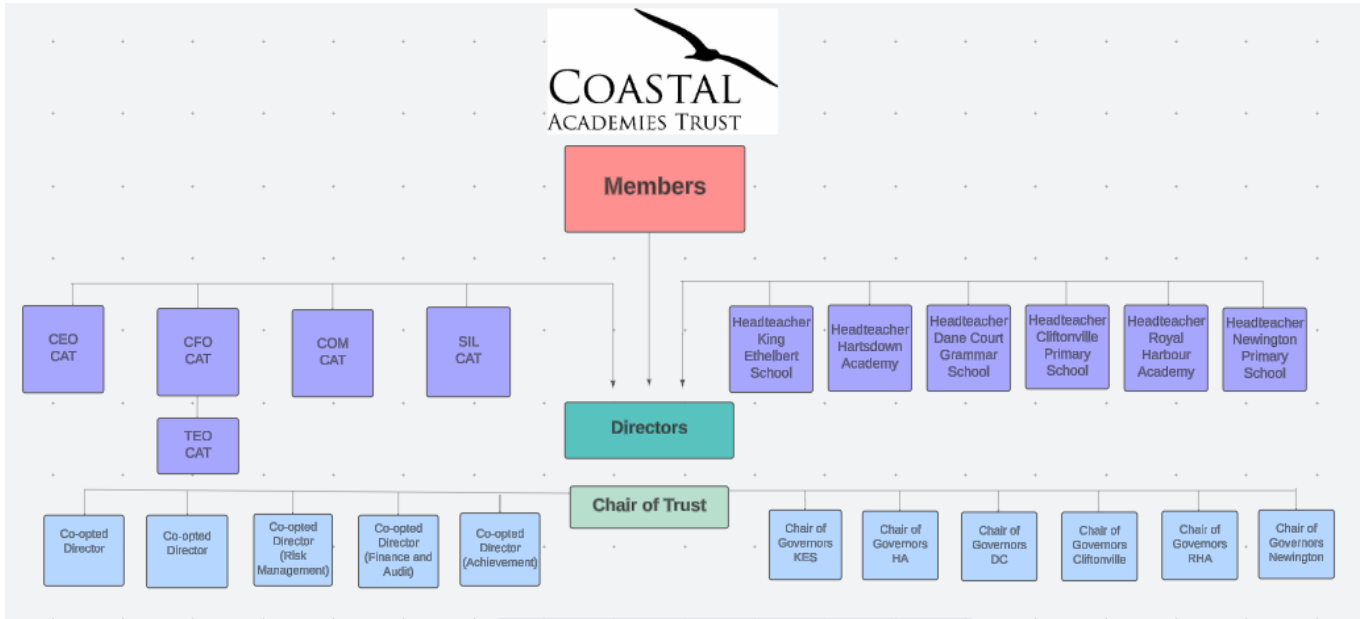 COASTAL
ACADEMIES TRUST
Members
CEO
CAT
CFO
CAT
COM
CAT
SIL
CAT
Headteacher
King
Ethelbert
School
Headteacher
Hartsdown
Academy
Headteacher
Dane Court
Grammar
School
Headteacher
Cliftonville
Primary
School
Headteacher
Royal
Harbour
Academy
Headteacher
Newington
Primary
School
TEO
CAT
Directors
Chair of Trust
Co-opted
Director
Co-opted
Director
Co-opted
Director
(Risk
Management)
Co-opted
Director
(Finance and
Audit)
Co-opted
Director
(Achievement)
Chair of
Governors
KES
Chair of
Governors
HA
Chair of
Governors
DC
Chair of
Governors
Cliftonville
Chair of
Governors
RHA
Chair of
Governors
Newington